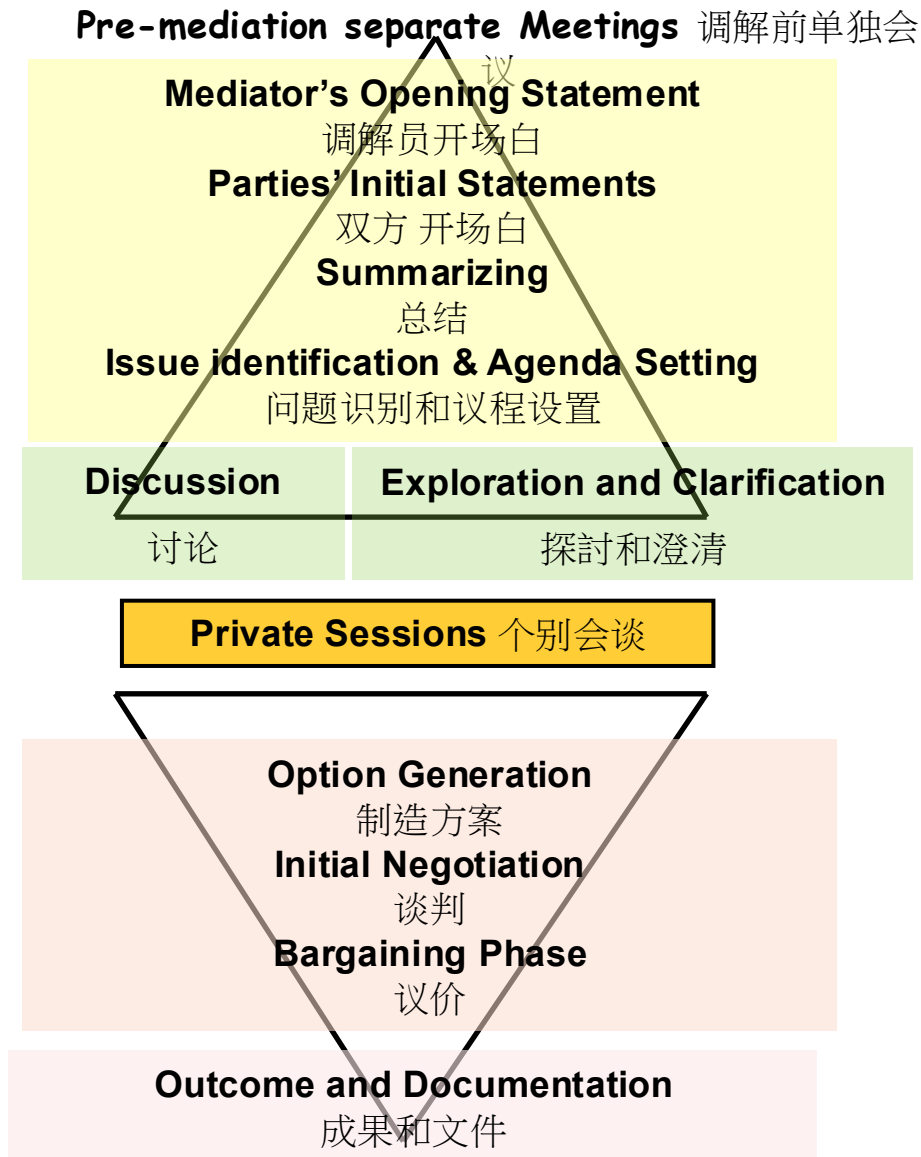 Pre-mediation separate Meetings 调解前单独会
议
Mediator’s Opening Statement
调解员开场白
Parties’ Initial Statements
双方 开场白
Summarizing
总结
Issue identification & Agenda Setting
问题识别和议程设置
Discussion
讨论
Exploration and Clarification
探討和澄清
Private Sessions 个别会谈
Option Generation
制造方案
Initial Negotiation
谈判
Bargaining Phase
议价
Outcome and Documentation
成果和文件